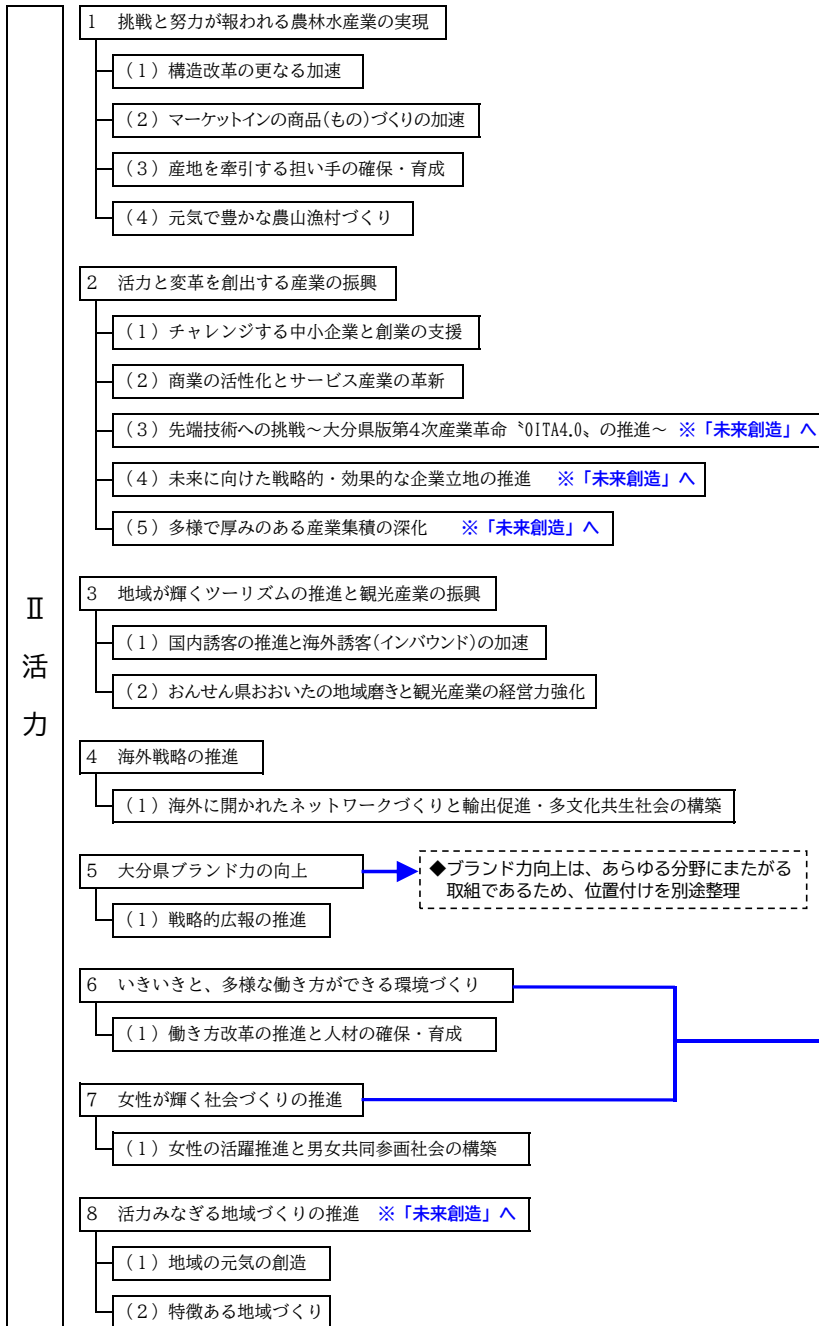 Ⅱ
活
力
1　挑戦と努力が報われる農林水産業の実現
（1）構造改革の更なる加速
（2）マーケットインの商品(もの)づくりの加速
（3）産地を牽引する担い手の確保・育成
（4）元気で豊かな農山漁村づくり
2　活力と変革を創出する産業の振興
（1）チャレンジする中小企業と創業の支援
（2）商業の活性化とサービス産業の革新
（3）先端技術への挑戦～大分県版第4次産業革命〝OITA4.0〟の推進～ ※「未来創造」へ
（4）未来に向けた戦略的・効果的な企業立地の推進　※「未来創造」へ
（5）多様で厚みのある産業集積の深化　※「未来創造」へ
3　地域が輝くツーリズムの推進と観光産業の振興
（1）国内誘客の推進と海外誘客(インバウンド)の加速
（2）おんせん県おおいたの地域磨きと観光産業の経営力強化
4　海外戦略の推進
（1）海外に開かれたネットワークづくりと輸出促進・多文化共生社会の構築
5　大分県ブランド力の向上
◆ブランド力向上は、あらゆる分野にまたがる
取組であるため、位置付けを別途整理
（1）戦略的広報の推進
6　いきいきと、多様な働き方ができる環境づくり
（1）働き方改革の推進と人材の確保・育成
7　女性が輝く社会づくりの推進
（1）女性の活躍推進と男女共同参画社会の構築
8　活力みなぎる地域づくりの推進　※「未来創造」へ
（1）地域の元気の創造
（2）特徴ある地域づくり